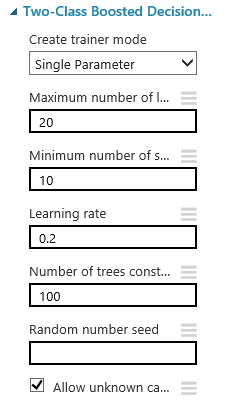 Two-Class Boosted Decision...
Create trainer mode
Single Parameter
Maximum number of l...
20
Minimum number of s...
10
Learning rate
0.2
Number of trees const...
100
Random number seed
Allow unknown ca...